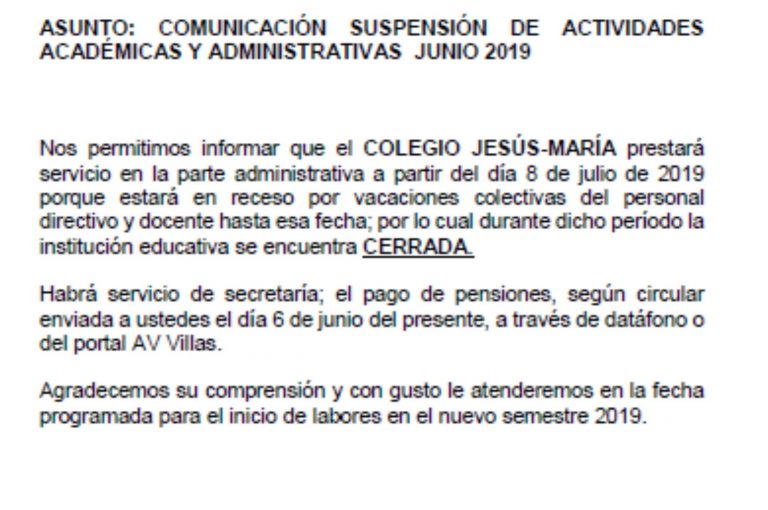 ASUNTO: COMUNICACIÓN SUSPENSIÓN DE ACTIVIDADES
ACADÉMICAS Y ADMINISTRATIVAS JUNIO 2019
Nos permitimos informar que el COLEGIO JESÚS-MARÍA prestará
servicio en la parte administrativa a partir del día 8 de julio de 2019
porque estará en receso por vacaciones colectivas del personal
directivo y docente hasta esa fecha; por lo cual durante dicho período la
institución educativa se encuentra CERRADA.
Habrá servicio de secretaría; el pago de pensiones, según circular
enviada a ustedes el día 6 de junio del presente, a través de datáfono o
del portal AV Villas.
Agradecemos su comprensión y con gusto le atenderemos en la fecha
programada para el inicio de labores en el nuevo semestre 2019.